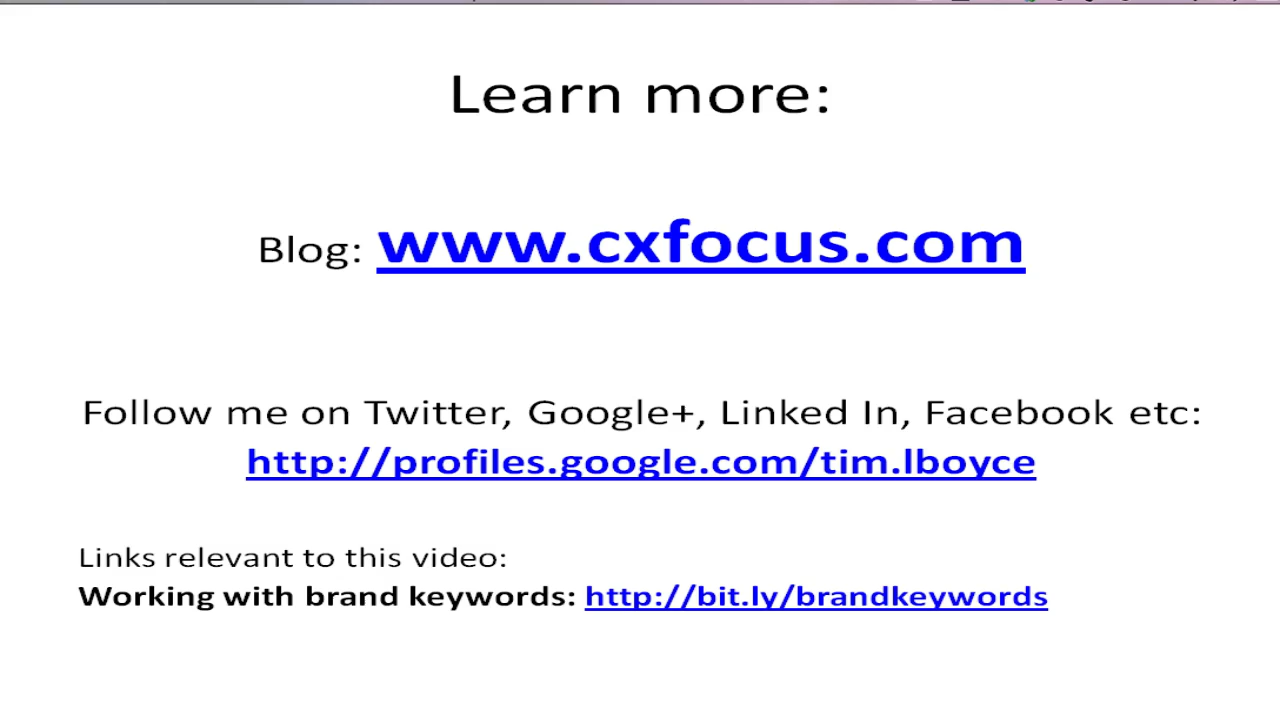 Learn more:
Blog: www.cxfocus.com
Follow me on Twitter, Google+, Linked In, Facebook etc:
http://profiles.google.com/tim.lboyce
Links relevant to this video:
Working with brand keywords: http://bit.ly/brandkeywords